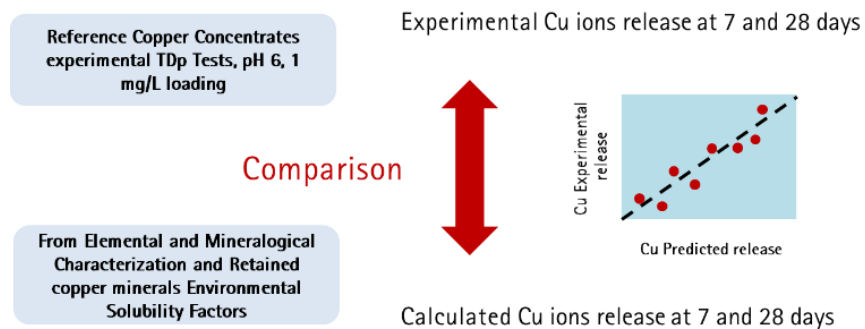 Reference Copper Concentrates
experimental TDp Tests, pH 6, 1
mg/L loading
Experimental Cu ions release at 7 and 28 days
Comparison
Cu Experimental
release
Cu Predicted release
From Elemental and Mineralogical
Characterization and Retained
copper minerals Environmental
Solubility Factors
Calculated Cu ions release at 7 and 28 days